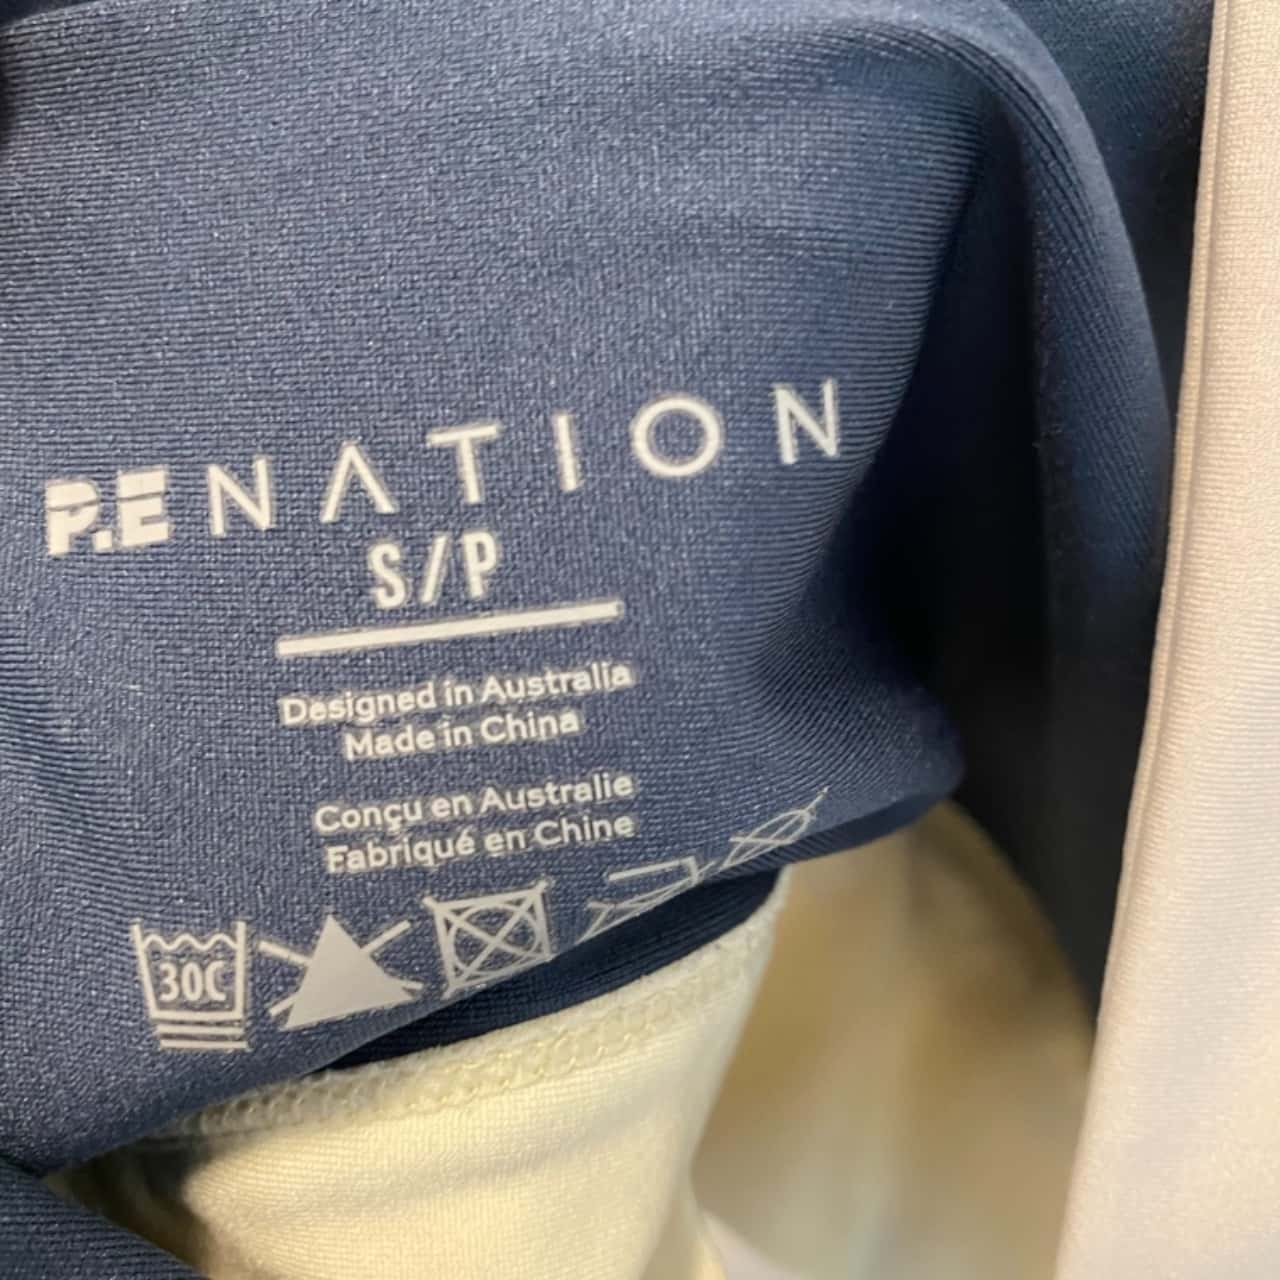 P.E NATION
S/P
Designed in Australia
Made in China
Conçu en Australie
Fabriqué en Chine
30C